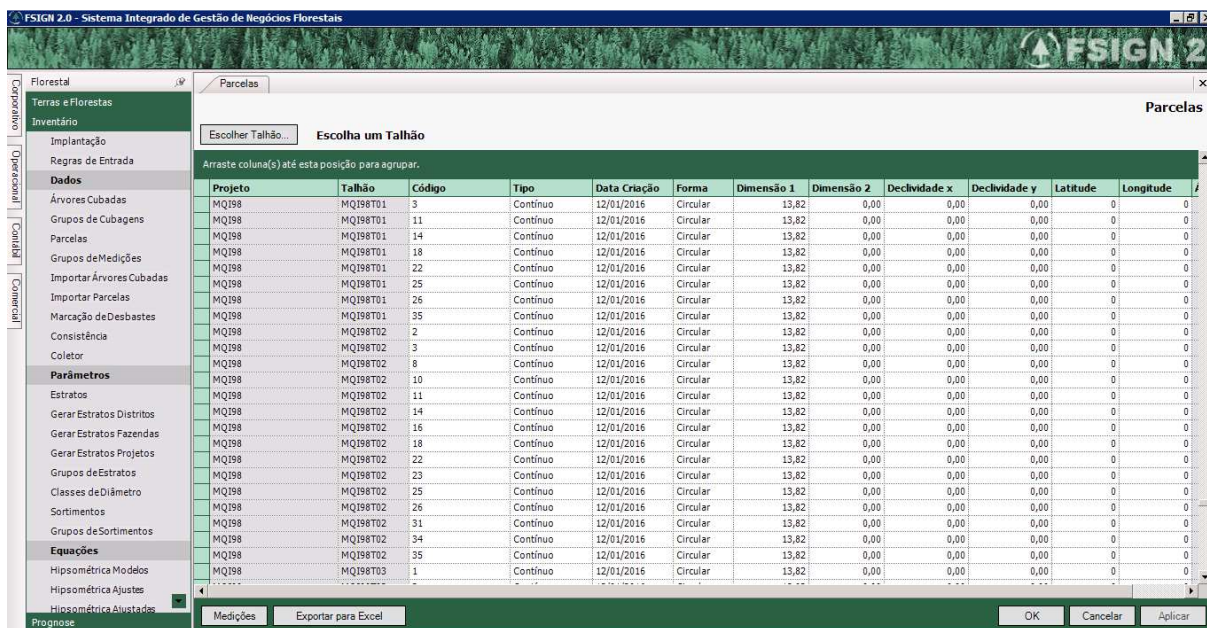 FSIGN 2.0 - Sistema Integrado de Gestão de Negócios Florestais
FSIGN 2
Corporativo
Operacional
Contábil
Comercial
Florestal
Terras e Florestas
Inventário
Implantação
Regras de Entrada
Dados
Árvores Cubadas
Grupos de Cubagens
Parcelas
Grupos de Medições
Importar Árvores Cubadas
Importar Parcelas
Marcação de Desbastes
Consistência
Coletor
Parâmetros
Estratos
Gerar Estratos Distritos
Gerar Estratos Fazendas
Gerar Estratos Projetos
Grupos de Estratos
Classes de Diâmetro
Sortimentos
Grupos de Sortimentos
Equações
Hipsométrica Modelos
Hipsométrica Ajustes
Hipsométrica Ajustadas
Prognose
Parcelas
Parcelas
Escolher Talhão... Escolha um Talhão
Arraste coluna(s) até esta posição para agrupar.
Projeto Talhão Código Tipo Data Criação Forma Dimensão 1 Dimensão 2 Declividade x Declividade y Latitude Longitude
MQI98 MQI98T01 3 Contínuo 12/01/2016 Circular 13,82 0,00 0,00 0,00 0 0
MQI98 MQI98T01 11 Contínuo 12/01/2016 Circular 13,82 0,00 0,00 0,00 0 0
MQI98 MQI98T01 14 Contínuo 12/01/2016 Circular 13,82 0,00 0,00 0,00 0 0
MQI98 MQI98T01 18 Contínuo 12/01/2016 Circular 13,82 0,00 0,00 0,00 0 0
MQI98 MQI98T01 22 Contínuo 12/01/2016 Circular 13,82 0,00 0,00 0,00 0 0
MQI98 MQI98T01 25 Contínuo 12/01/2016 Circular 13,82 0,00 0,00 0,00 0 0
MQI98 MQI98T01 26 Contínuo 12/01/2016 Circular 13,82 0,00 0,00 0,00 0 0
MQI98 MQI98T01 35 Contínuo 12/01/2016 Circular 13,82 0,00 0,00 0,00 0 0
MQI98 MQI98T02 2 Contínuo 12/01/2016 Circular 13,82 0,00 0,00 0,00 0 0
MQI98 MQI98T02 3 Contínuo 12/01/2016 Circular 13,82 0,00 0,00 0,00 0 0
MQI98 MQI98T02 8 Contínuo 12/01/2016 Circular 13,82 0,00 0,00 0,00 0 0
MQI98 MQI98T02 10 Contínuo 12/01/2016 Circular 13,82 0,00 0,00 0,00 0 0
MQI98 MQI98T02 11 Contínuo 12/01/2016 Circular 13,82 0,00 0,00 0,00 0 0
MQI98 MQI98T02 14 Contínuo 12/01/2016 Circular 13,82 0,00 0,00 0,00 0 0
MQI98 MQI98T02 16 Contínuo 12/01/2016 Circular 13,82 0,00 0,00 0,00 0 0
MQI98 MQI98T02 18 Contínuo 12/01/2016 Circular 13,82 0,00 0,00 0,00 0 0
MQI98 MQI98T02 22 Contínuo 12/01/2016 Circular 13,82 0,00 0,00 0,00 0 0
MQI98 MQI98T02 23 Contínuo 12/01/2016 Circular 13,82 0,00 0,00 0,00 0 0
MQI98 MQI98T02 25 Contínuo 12/01/2016 Circular 13,82 0,00 0,00 0,00 0 0
MQI98 MQI98T02 26 Contínuo 12/01/2016 Circular 13,82 0,00 0,00 0,00 0 0
MQI98 MQI98T02 31 Contínuo 12/01/2016 Circular 13,82 0,00 0,00 0,00 0 0
MQI98 MQI98T02 34 Contínuo 12/01/2016 Circular 13,82 0,00 0,00 0,00 0 0
MQI98 MQI98T02 35 Contínuo 12/01/2016 Circular 13,82 0,00 0,00 0,00 0 0
MQI98 MQI98T03 1 Contínuo 12/01/2016 Circular 13,82 0,00 0,00 0,00 0 0
Medições Exportar para Excel OK Cancelar Aplicar